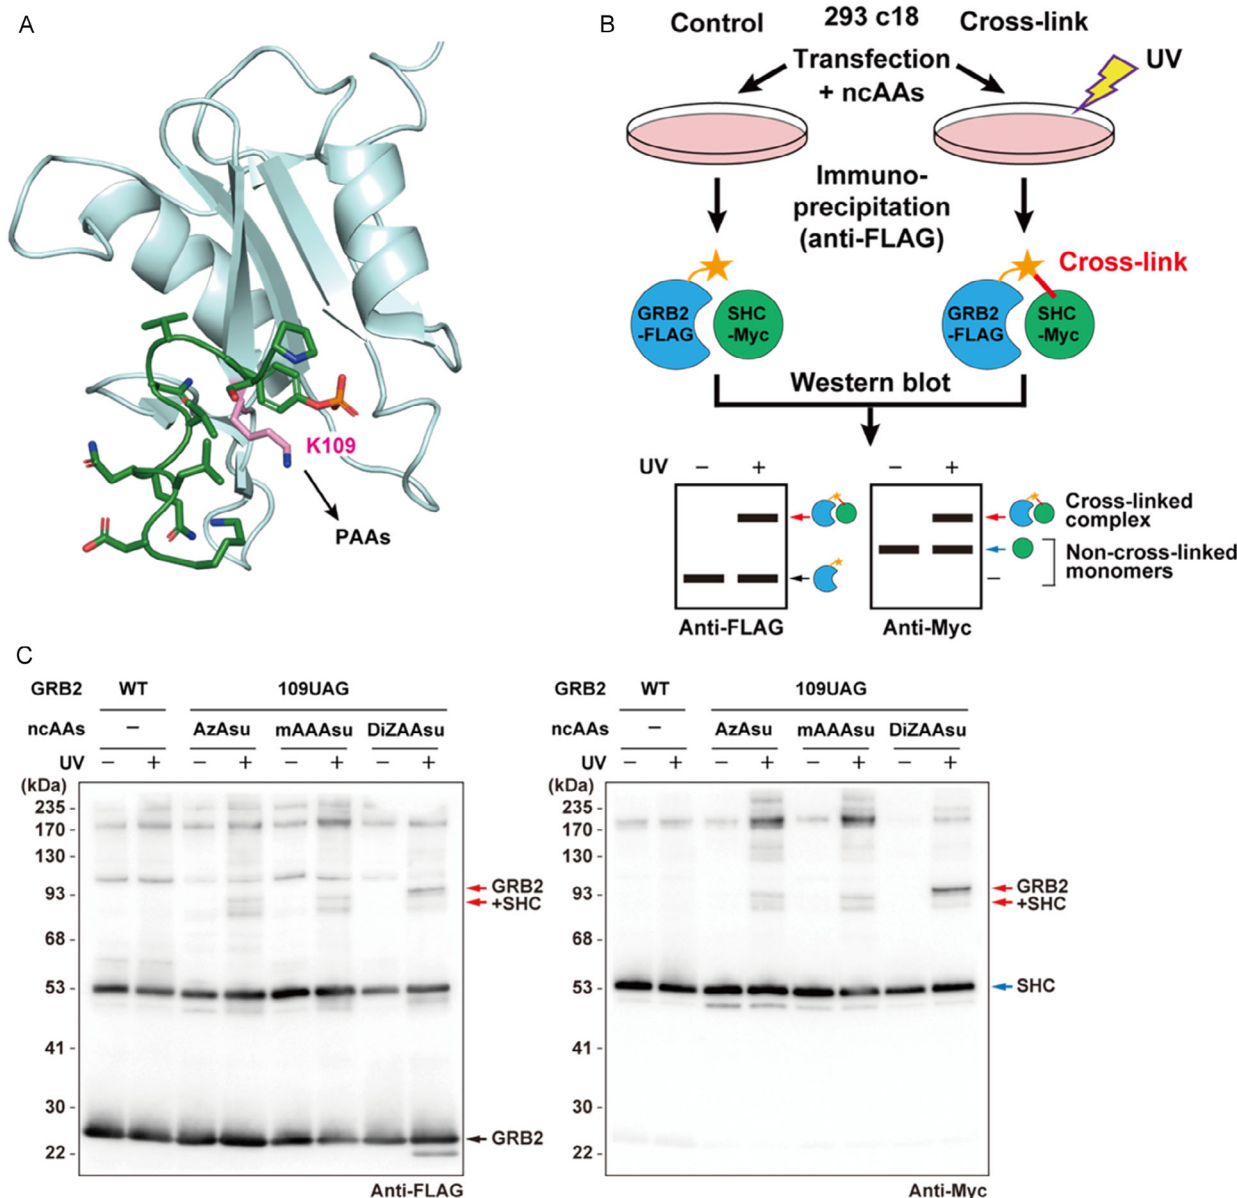 A
K109
PAAs
B
Control
293 c18
Cross-link
Transfection
+ ncAAs
UV
Immuno-
precipitation
(anti-FLAG)
Cross-link
GRB2
-FLAG
SHC
-Myc
GRB2
-FLAG
SHC
-Myc
Western blot
UV – + – +
Cross-linked
complex
Non-cross-linked
monomers
Anti-FLAG
Anti-Myc
C
GRB2 WT 109UAG
ncAAs – AzAsu mAAAsu DiZAAsu
UV – + – + – + – +
(kDa)
235 -
170 -
130 -
93 -
68 -
53 -
41 -
30 -
22 -
GRB2
+SHC
GRB2
Anti-FLAG
GRB2 WT 109UAG
ncAAs – AzAsu mAAAsu DiZAAsu
UV – + – + – + – +
(kDa)
235 -
170 -
130 -
93 -
68 -
53 -
41 -
30 -
22 -
GRB2
+SHC
SHC
Anti-Myc